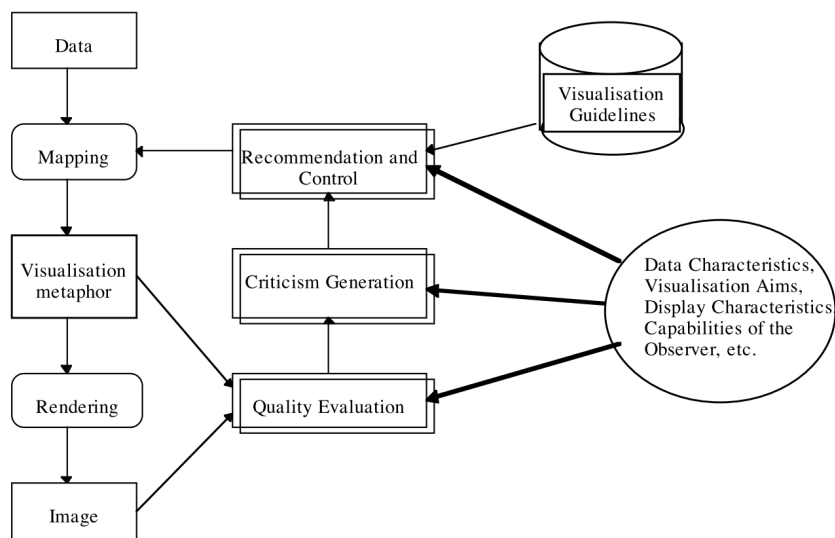 Data
Mapping
Visualisation
metaphor
Rendering
Image
Recommendation and
Control
Criticism Generation
Quality Evaluation
Visualisation
Guidelines
Data Characteristics,
Visualisation Aims,
Display Characteristics,
Capabilities of the
Observer, etc.